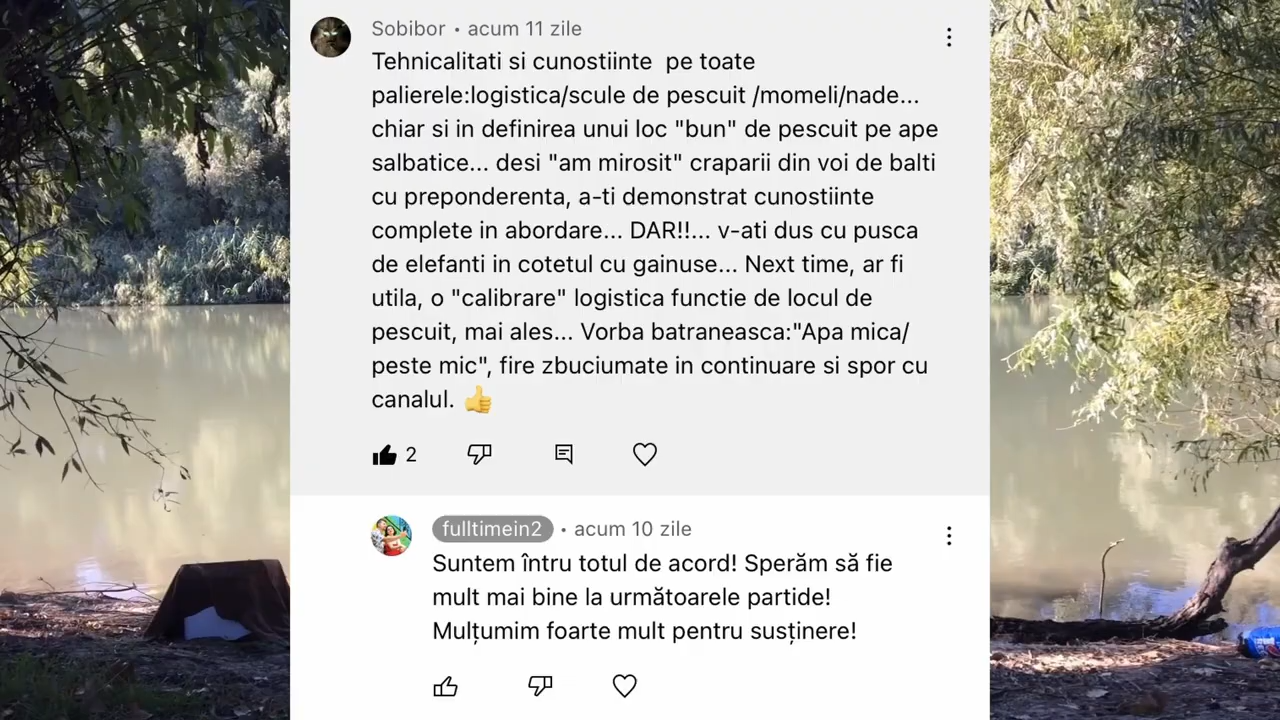 Sobibor • acum 11 zile
Tehnicalitati si cunostiinte  pe toate
palierele:logistica/scule de pescuit /momeli/nade...
chiar si in definirea unui loc "bun" de pescuit pe ape
salbatice... desi "am mirosit" craparii din voi de balti
cu preponderenta, a-ti demonstrat cunostiinte
complete in abordare... DAR!!... v-ati dus cu pusca
de elefanti in cotetul cu gainuse... Next time, ar fi
utila, o "calibrare" logistica functie de locul de
pescuit, mai ales... Vorba batraneasca:"Apa mica/
peste mic", fire zbuciumate in continuare si spor cu
canalul. 👍
2
fulltimein2 • acum 10 zile
Suntem întru totul de acord! Sperăm să fie
mult mai bine la următoarele partide!
Mulțumim foarte mult pentru susținere!